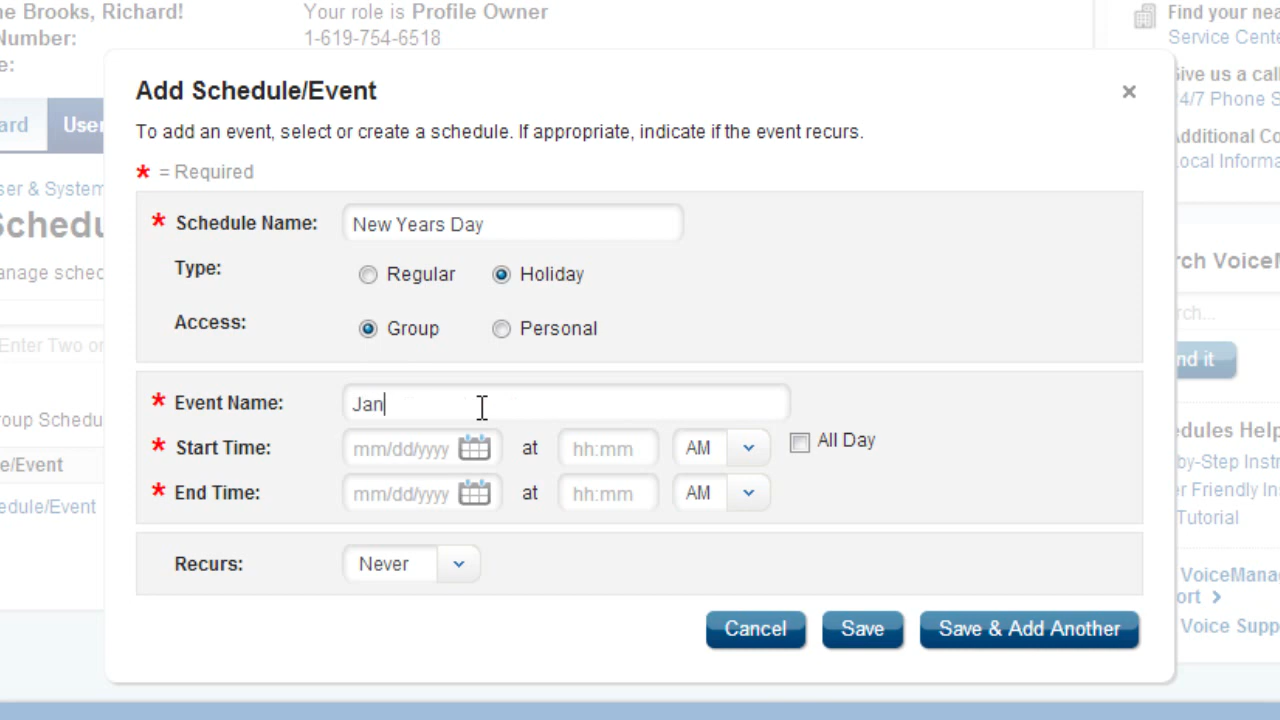 ne Brooks, Richard!
Your role is Profile Owner
Number:
1-619-754-6518
e:
Find your nea
Service Cente
Give us a call
4/7 Phone S
Additional Co
Local Informa
ard
User
ser & System
Schedu
anage sched
Enter Two or
roup Schedu
e/Event
edule/Event
Add Schedule/Event
×
To add an event, select or create a schedule. If appropriate, indicate if the event recurs.
* = Required
* Schedule Name: New Years Day
Type: Regular Holiday
Access: Group Personal
* Event Name: Jan
* Start Time: mm/dd/yyyy at hh:mm AM All Day
* End Time: mm/dd/yyyy at hh:mm AM
Recurs: Never
Cancel Save Save & Add Another
rch VoiceM
rch...
nd it
edules Help
-by-Step Instr
r Friendly Ins
Tutorial
VoiceMana
ort >
Voice Supp